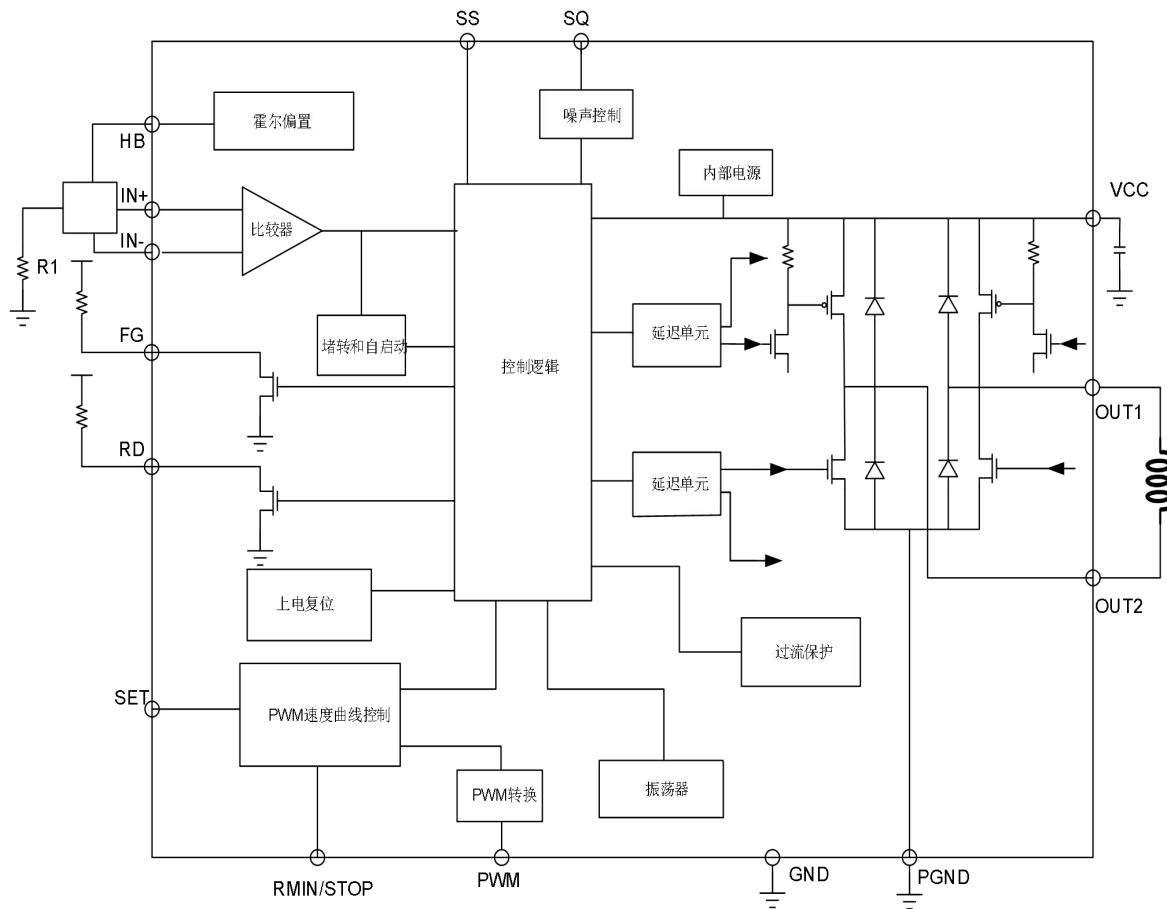 SS
SQ
霍尔偏置
噪声控制
HB
内部电源
VCC
IN+
比较器
IN-
R1
延迟单元
FG
堵转和自启动
控制逻辑
OUT1
RD
延迟单元
上电复位
OUT2
过流保护
SET
PWM速度曲线控制
PWM转换
振荡器
RMIN/STOP
PWM
GND
PGND